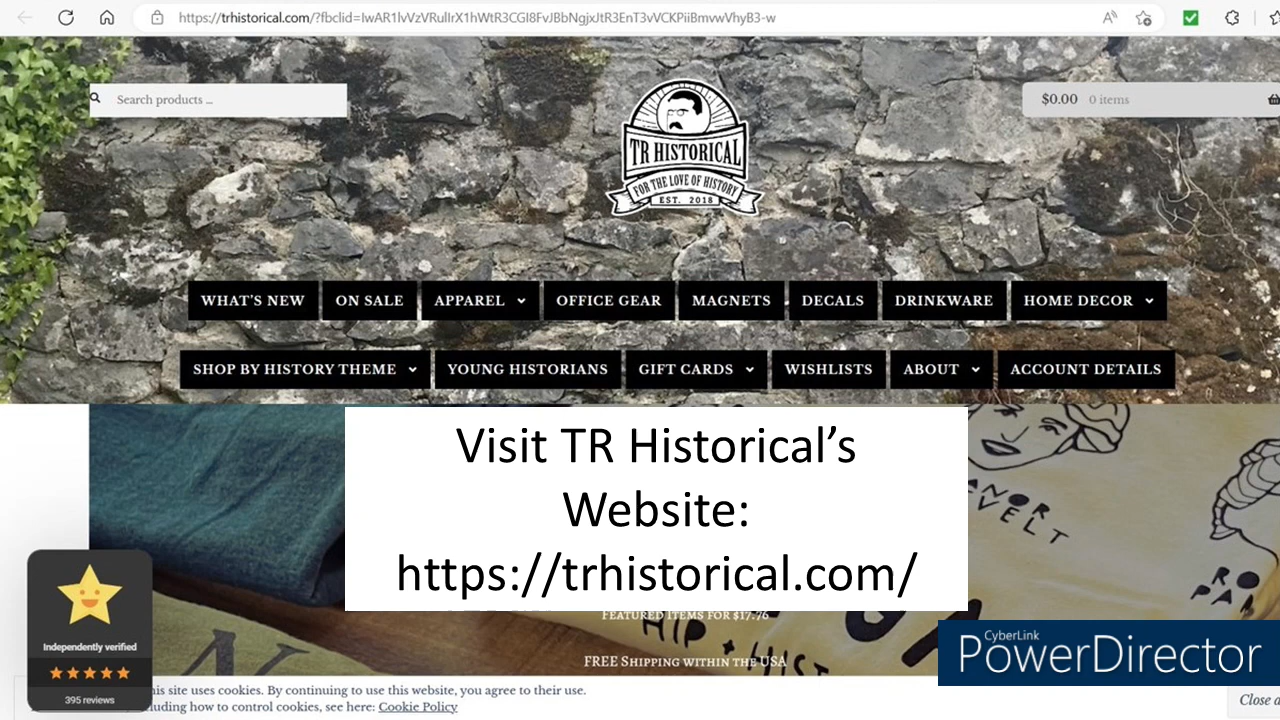 https://trhistorical.com/?fbclid=IwAR1lvVzVRullrX1hWtR3CGI8FvJBbNgjxJtR3EnT3vVCKPiiBmvwVhyB3-w
Search products ...
$0.00 0 items
TR HISTORICAL
FOR THE LOVE OF HISTORY
EST. 2018
WHAT'S NEW ON SALE APPAREL OFFICE GEAR MAGNETS DECALS DRINKWARE HOME DECOR
SHOP BY HISTORY THEME YOUNG HISTORIANS GIFT CARDS WISHLISTS ABOUT ACCOUNT DETAILS
Visit TR Historical’s
Website:
https://trhistorical.com/
FEATURED ITEMS FOR $17.76
FREE SHIPPING WITHIN THE USA
HIP + HIST
Independently verified
395 reviews
CyberLink
PowerDirector
his site uses cookies. By continuing to use this website, you agree to their use.
cluding how to control cookies, see here: Cookie Policy
Close